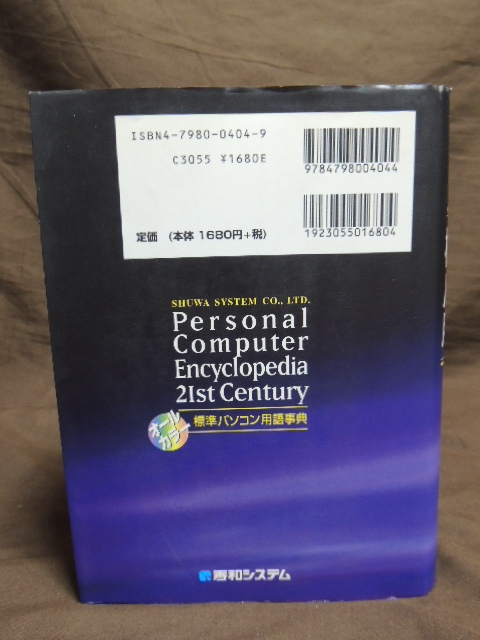 ISBN4-7980-0404-9
C3055 ¥1680E
定価 (本体 1680円+税)
9784798004044
1923055016804
SHUWA SYSTEM CO., LTD.
Personal
Computer
Encyclopedia
21st Century
オールカラー
標準パソコン用語事典
秀和システム